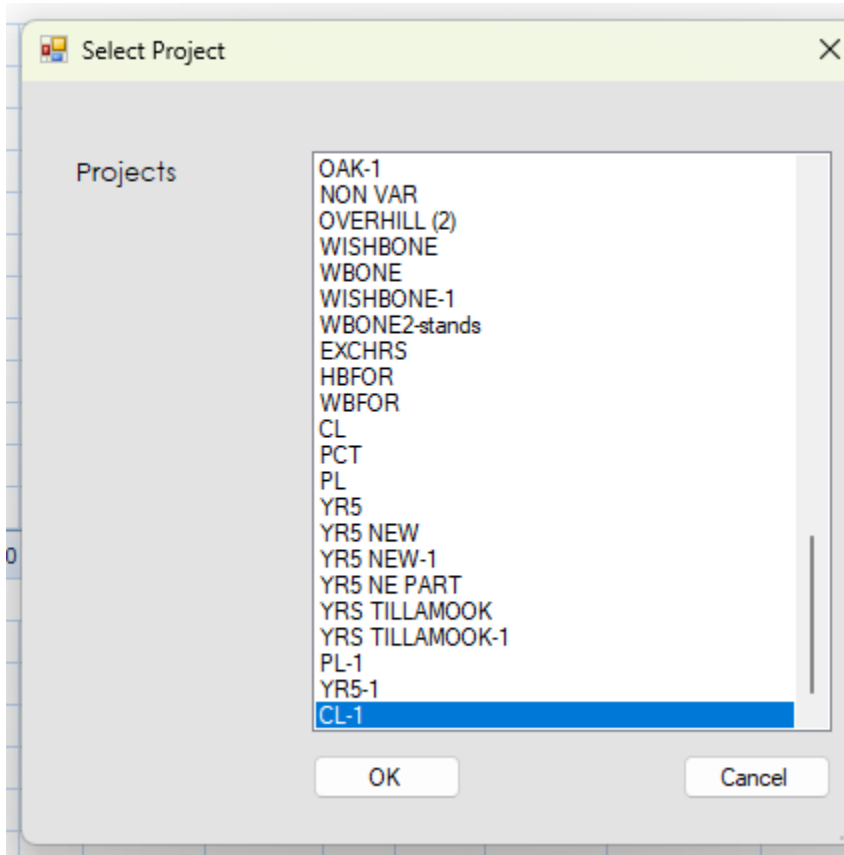 Select Project
Projects
OAK-1
NON VAR
OVERHILL (2)
WISHBONE
WBONE
WISHBONE-1
WBONE2-stands
EXCHRS
HBFOR
WBFOR
CL
PCT
PL
YR5
YR5 NEW
YR5 NEW-1
YR5 NE PART
YRS TILLAMOOK
YRS TILLAMOOK-1
PL-1
YR5-1
CL-1
0
OK
Cancel